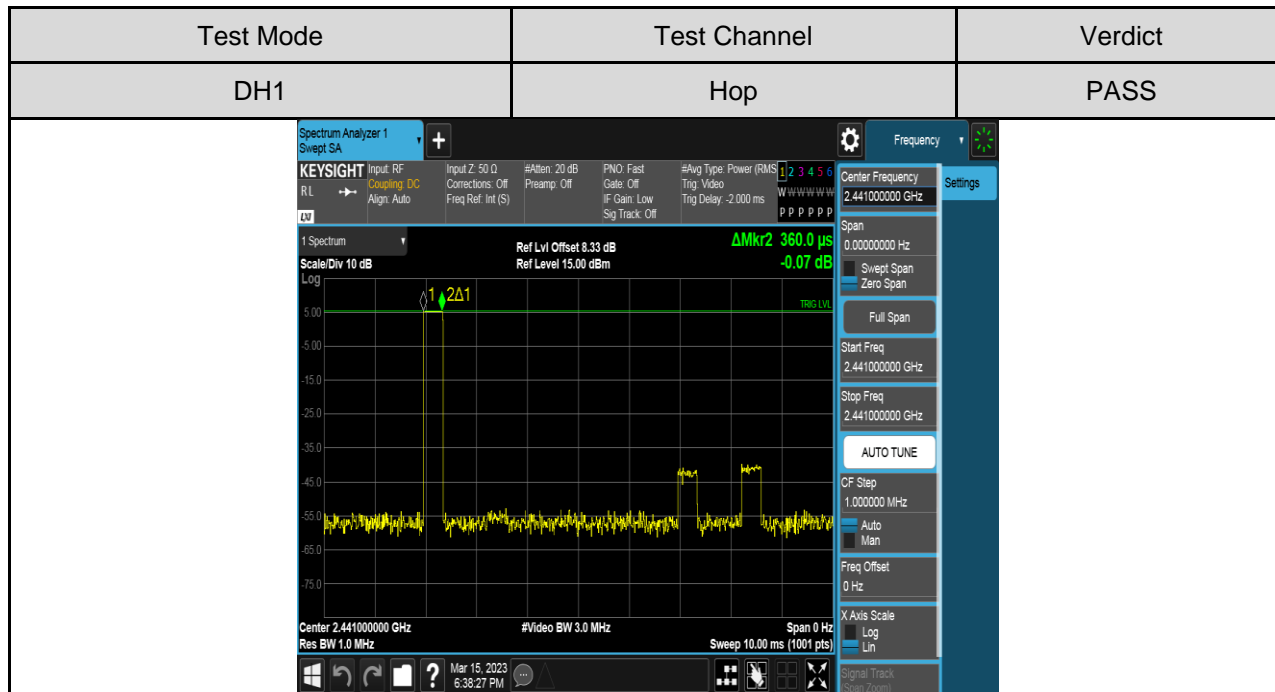 Test Mode Test Channel Verdict
DH1 Hop PASS
Spectrum Analyzer 1
Swept SA
+
Frequency
KEYSIGHT
RL
LXI
Input: RF
Coupling: DC
Align: Auto
Input Z: 50 Ω
Corrections: Off
Freq Ref: Int (S)
#Atten: 20 dB
Preamp: Off
PNO: Fast
Gate: Off
IF Gain: Low
Sig Track: Off
#Avg Type: Power (RMS
Trig: Video
Trig Delay: -2.000 ms
1 2 3 4 5 6
W W W W W W
P P P P P P
1 Spectrum
Scale/Div 10 dB
Ref Lvl Offset 8.33 dB
Ref Level 15.00 dBm
ΔMkr2 360.0 µs
-0.07 dB
Log
1 2Δ1
TRIG LVL
5.00
-5.00
-15.0
-25.0
-35.0
-45.0
-55.0
-65.0
-75.0
Center 2.441000000 GHz
Res BW 1.0 MHz
#Video BW 3.0 MHz
Span 0 Hz
Sweep 10.00 ms (1001 pts)
?
Mar 15, 2023
6:38:27 PM
Center Frequency
2.441000000 GHz
Settings
Span
0.00000000 Hz
Swept Span
Zero Span
Full Span
Start Freq
2.441000000 GHz
Stop Freq
2.441000000 GHz
AUTO TUNE
CF Step
1.000000 MHz
Auto
Man
Freq Offset
0 Hz
X Axis Scale
Log
Lin
Signal Track
(Span Zoom)